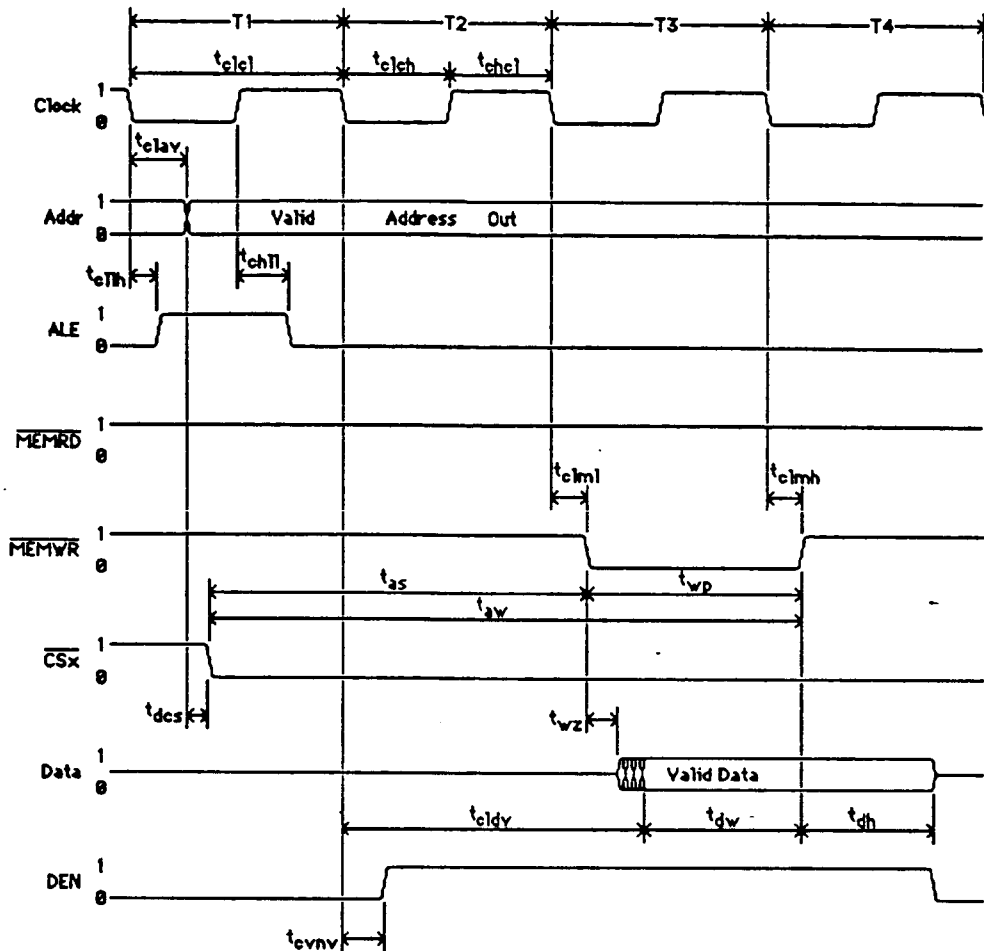 T1 T2 T3 T4
tclcl tclch tchcl
Clock 1 0
tclav
Addr 1 0 Valid Address Out
tcllh tchll
ALE 1 0
MEMRD 1 0
tclml tclmh
MEMWR 1 0
tas twp
taw
CSx 1 0
tdcs twz
Data 1 0 Valid Data
tcldv tdw tdh
DEN 1 0
tcvnv